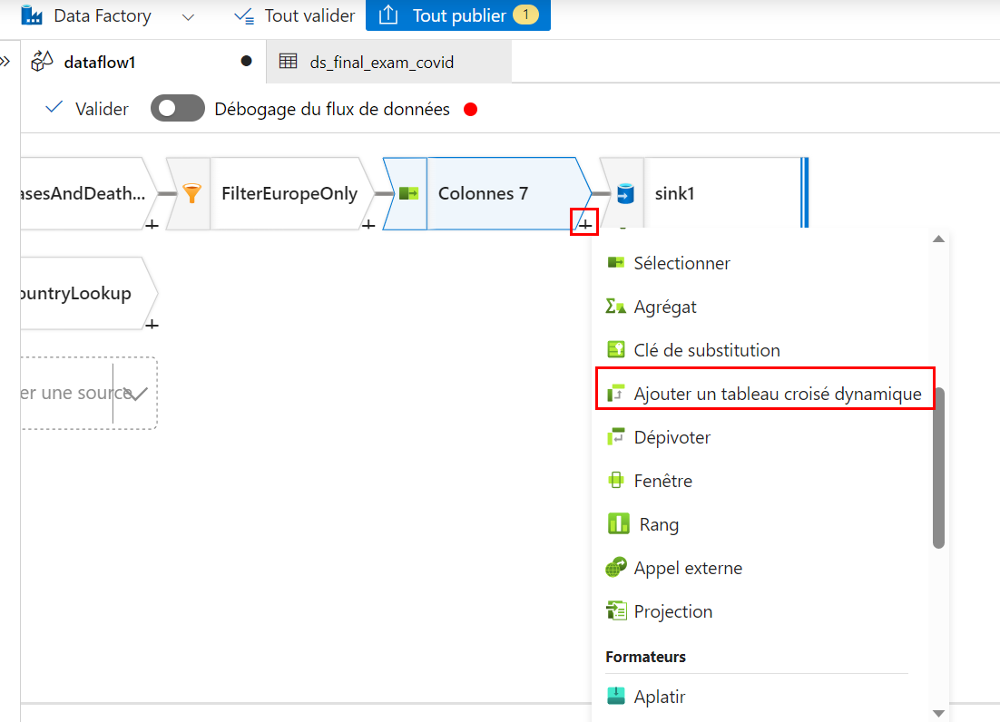 Data Factory
Tout valider
Tout publier 1
dataflow1
ds_final_exam_covid
Valider
Débogage du flux de données
asesAndDeath...
FilterEuropeOnly
Colonnes 7
sink1
ountryLookup
er une source
Sélectionner
Agrégat
Clé de substitution
Ajouter un tableau croisé dynamique
Dépivoter
Fenêtre
Rang
Appel externe
Projection
Formateurs
Aplatir